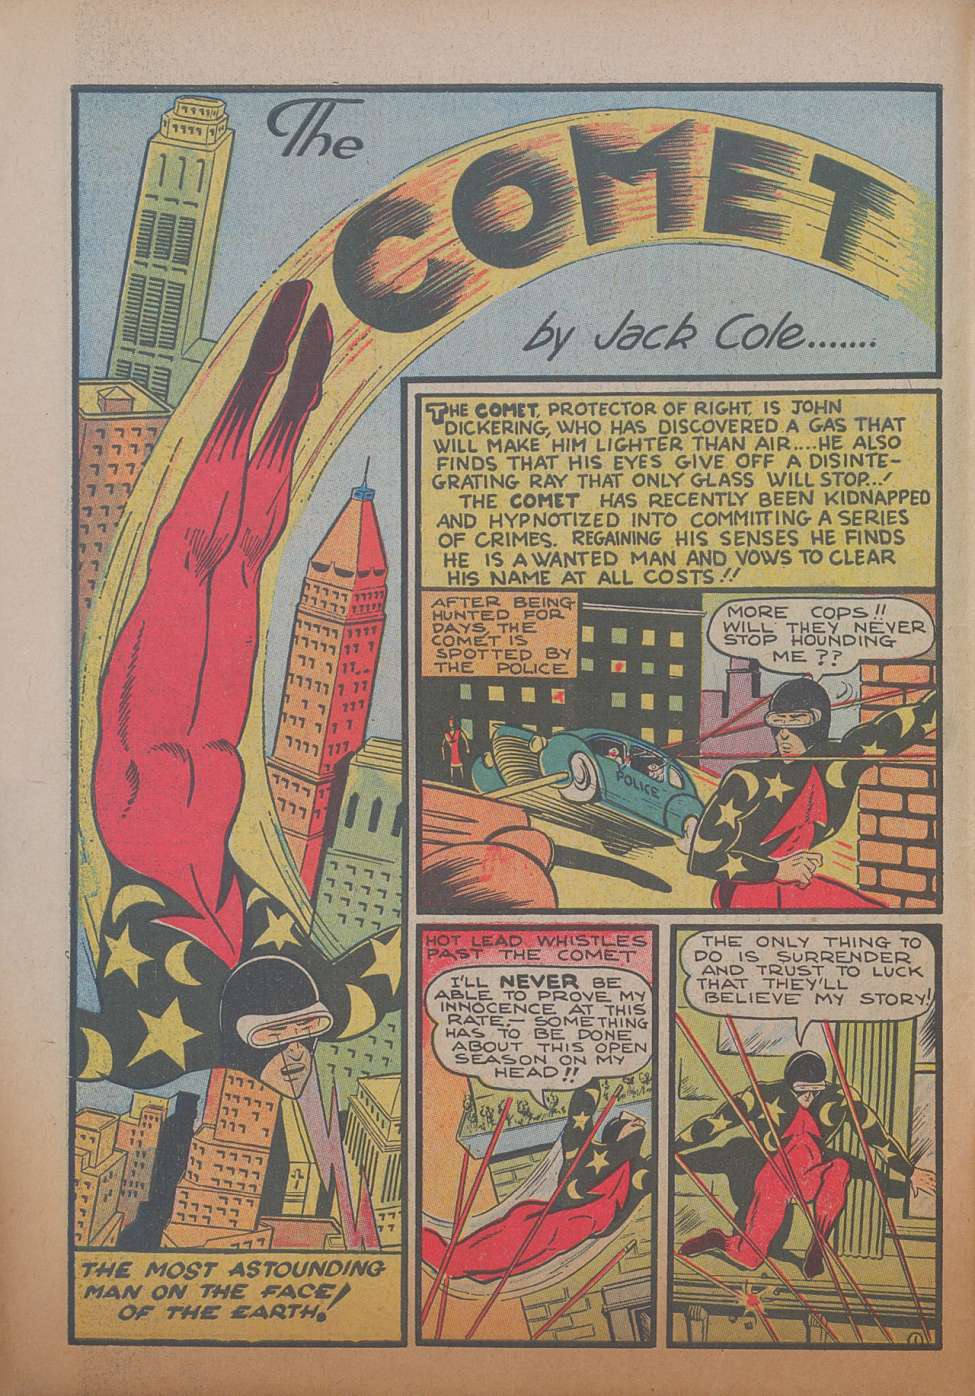 The
COMET
by Jack Cole.......
THE COMET, PROTECTOR OF RIGHT, IS JOHN
DICKERING, WHO HAS DISCOVERED A GAS THAT
WILL MAKE HIM LIGHTER THAN AIR....HE ALSO
FINDS THAT HIS EYES GIVE OFF A DISINTE-
GRATING RAY THAT ONLY GLASS WILL STOP...!
THE COMET HAS RECENTLY BEEN KIDNAPPED
AND HYPNOTIZED INTO COMMITTING A SERIES
OF CRIMES. REGAINING HIS SENSES HE FINDS
HE IS A WANTED MAN AND VOWS TO CLEAR
HIS NAME AT ALL COSTS!!
AFTER BEING
HUNTED FOR
DAYS, THE
COMET IS
SPOTTED BY
THE POLICE
MORE COPS!!
WILL THEY NEVER
STOP HOUNDING
ME??
POLICE
HOT LEAD WHISTLES
PAST THE COMET
I'LL NEVER BE
ABLE TO PROVE MY
INNOCENCE AT THIS
RATE.- SOMETHING
HAS TO BE DONE
ABOUT THIS OPEN
SEASON ON MY
HEAD!!
THE ONLY THING TO
DO IS SURRENDER
AND TRUST TO LUCK
THAT THEY'LL
BELIEVE MY STORY!
1
THE MOST ASTOUNDING
MAN ON THE FACE
OF THE EARTH!